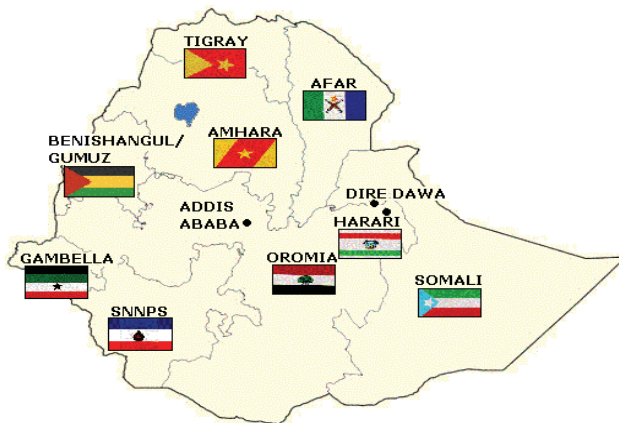 TIGRAY
AFAR
AMHARA
BENISHANGUL/
GUMUZ
DIRE DAWA
ADDIS
ABABA
HARARI
GAMBELLA
OROMIA
SOMALI
SNNPS